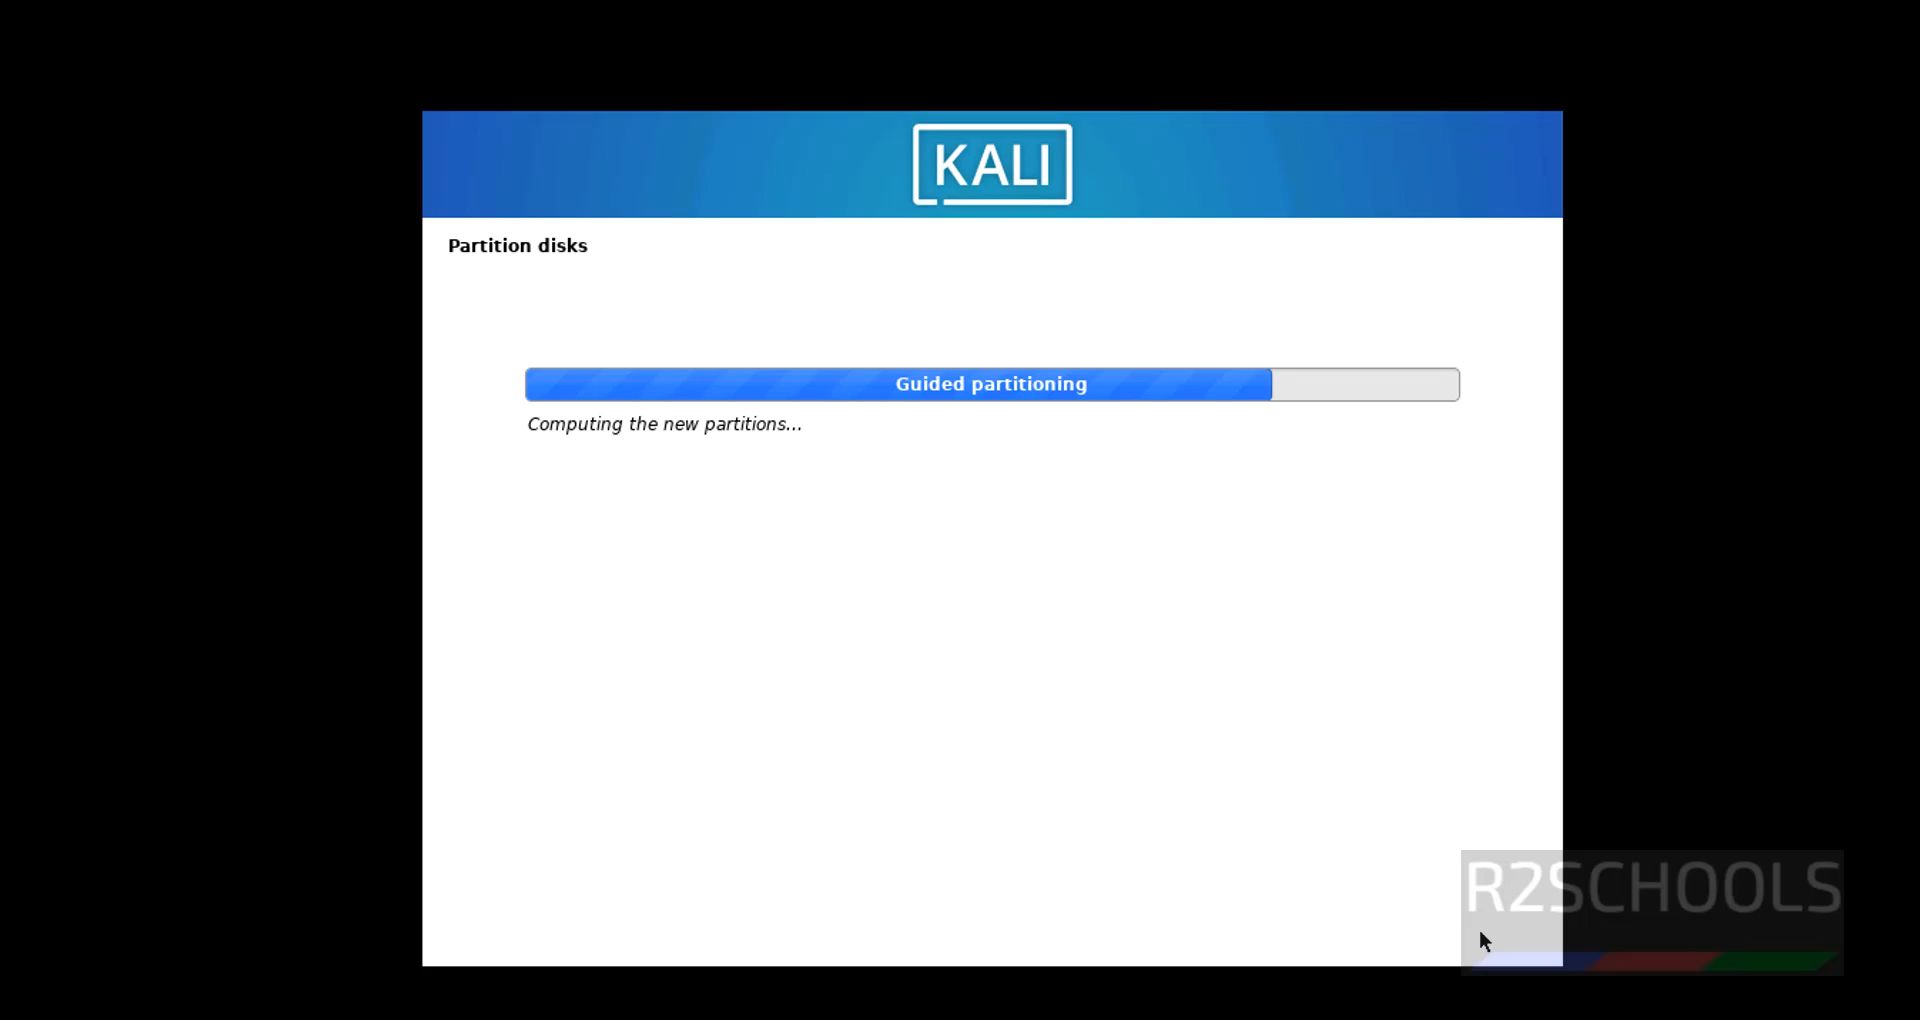 KALI
Partition disks
Guided partitioning
Computing the new partitions...
R2SCHOOLS